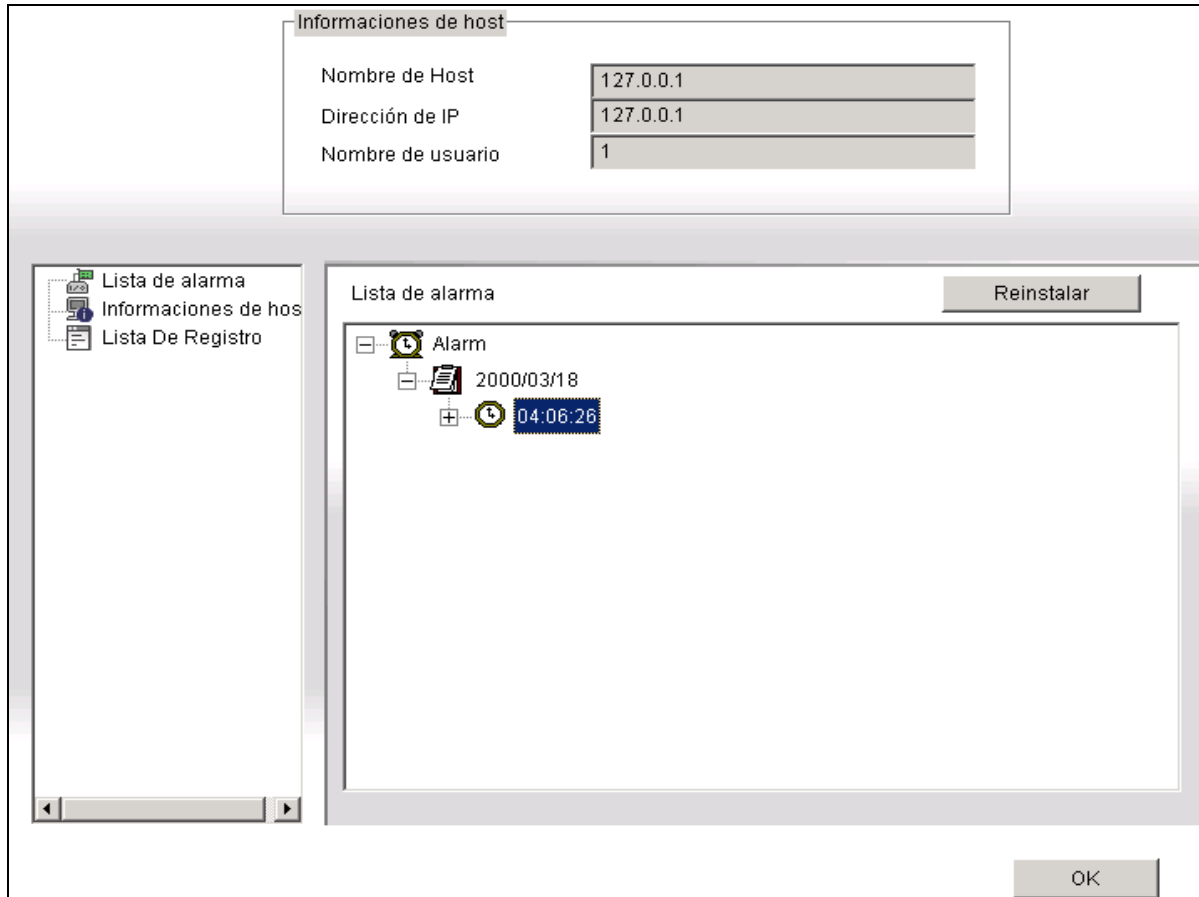 Informaciones de host
Nombre de Host 127.0.0.1
Dirección de IP 127.0.0.1
Nombre de usuario 1
Lista de alarma
Informaciones de hos
Lista De Registro
Lista de alarma Reinstalar
Alarm
2000/03/18
04:06:26
OK